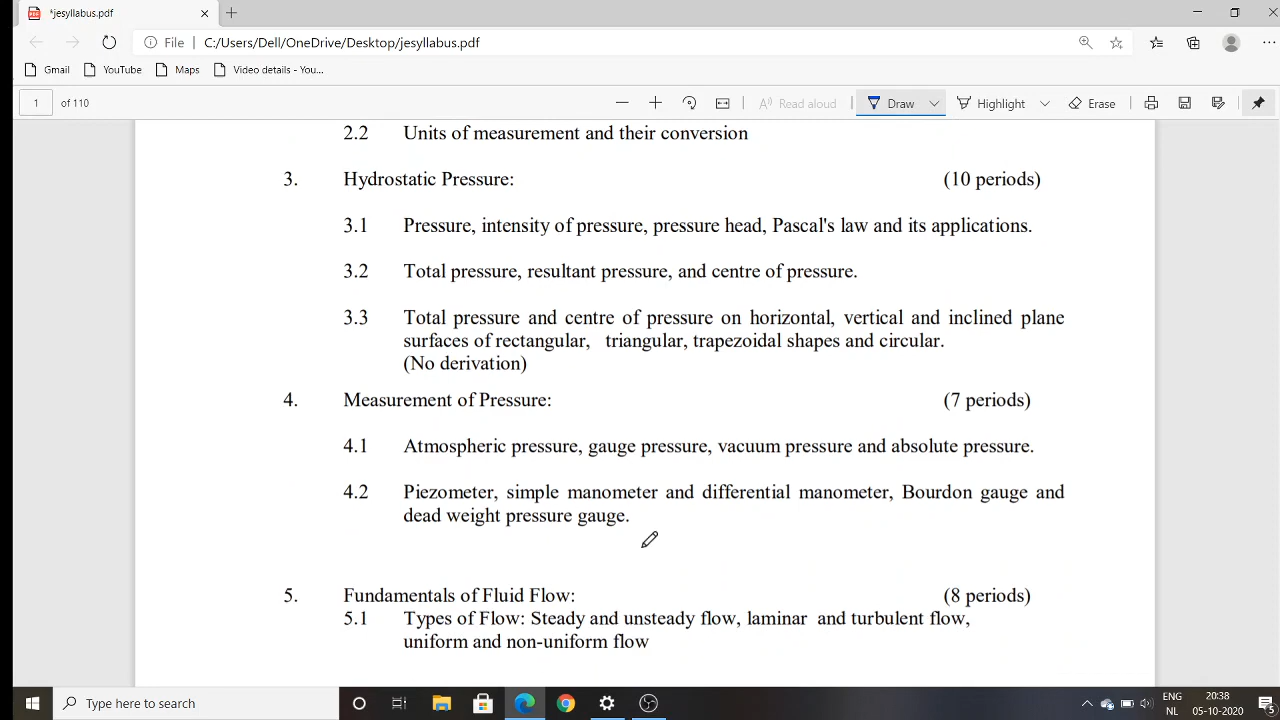 *jesyllabus.pdf
File
C:/Users/Dell/OneDrive/Desktop/jesyllabus.pdf
Gmail
YouTube
Maps
Video details - You...
1 of 110
Read aloud
Draw
Highlight
Erase
2.2 Units of measurement and their conversion
3. Hydrostatic Pressure: (10 periods)
3.1 Pressure, intensity of pressure, pressure head, Pascal's law and its applications.
3.2 Total pressure, resultant pressure, and centre of pressure.
3.3 Total pressure and centre of pressure on horizontal, vertical and inclined plane
surfaces of rectangular, triangular, trapezoidal shapes and circular.
(No derivation)
4. Measurement of Pressure: (7 periods)
4.1 Atmospheric pressure, gauge pressure, vacuum pressure and absolute pressure.
4.2 Piezometer, simple manometer and differential manometer, Bourdon gauge and
dead weight pressure gauge.
5. Fundamentals of Fluid Flow: (8 periods)
5.1 Types of Flow: Steady and unsteady flow, laminar and turbulent flow,
uniform and non-uniform flow
Type here to search
ENG
NL
20:38
05-10-2020
5